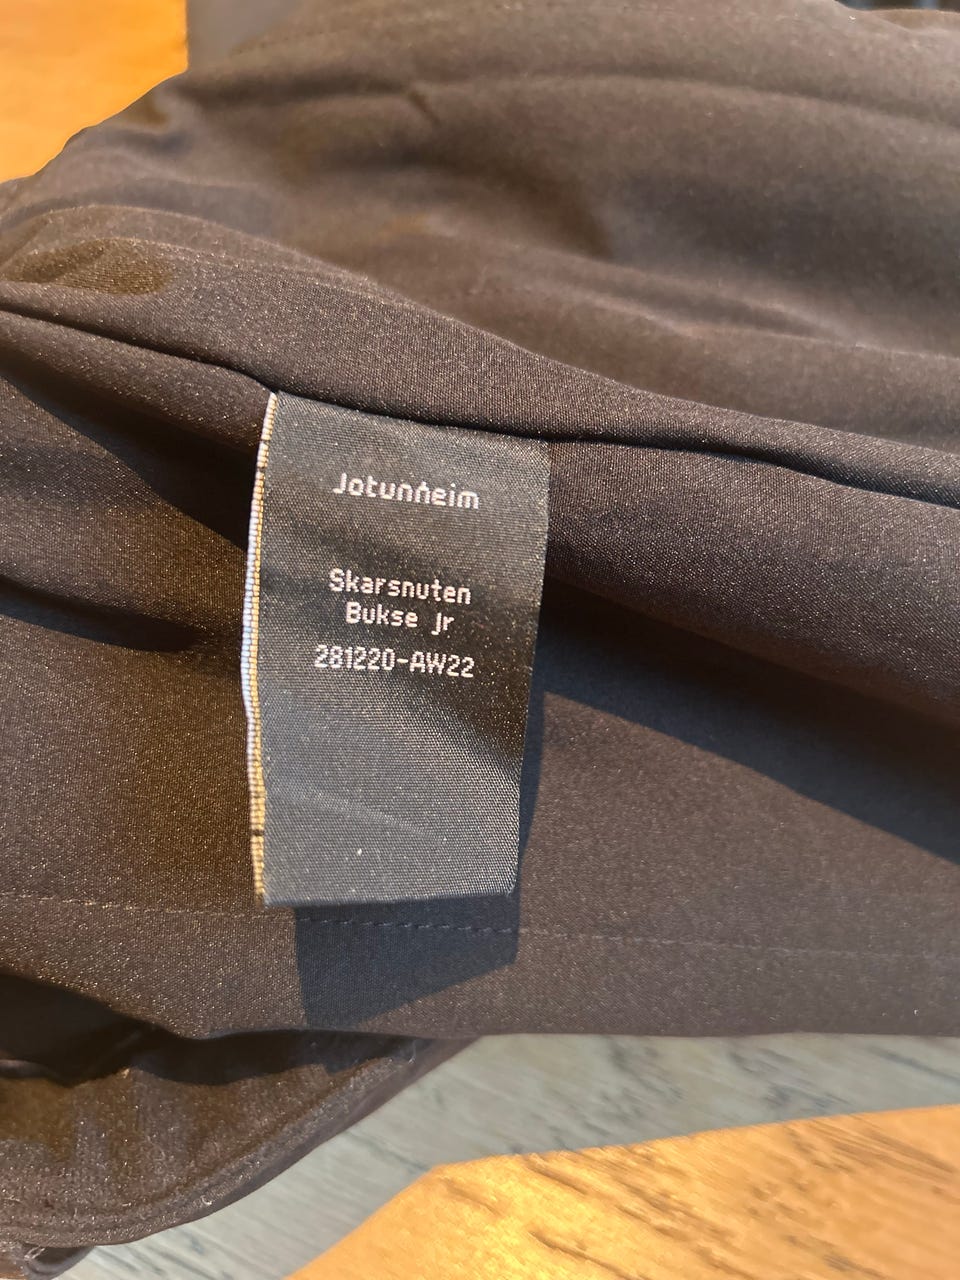 Jotunheim
Skarsnuten
Bukse jr
281220-AW22